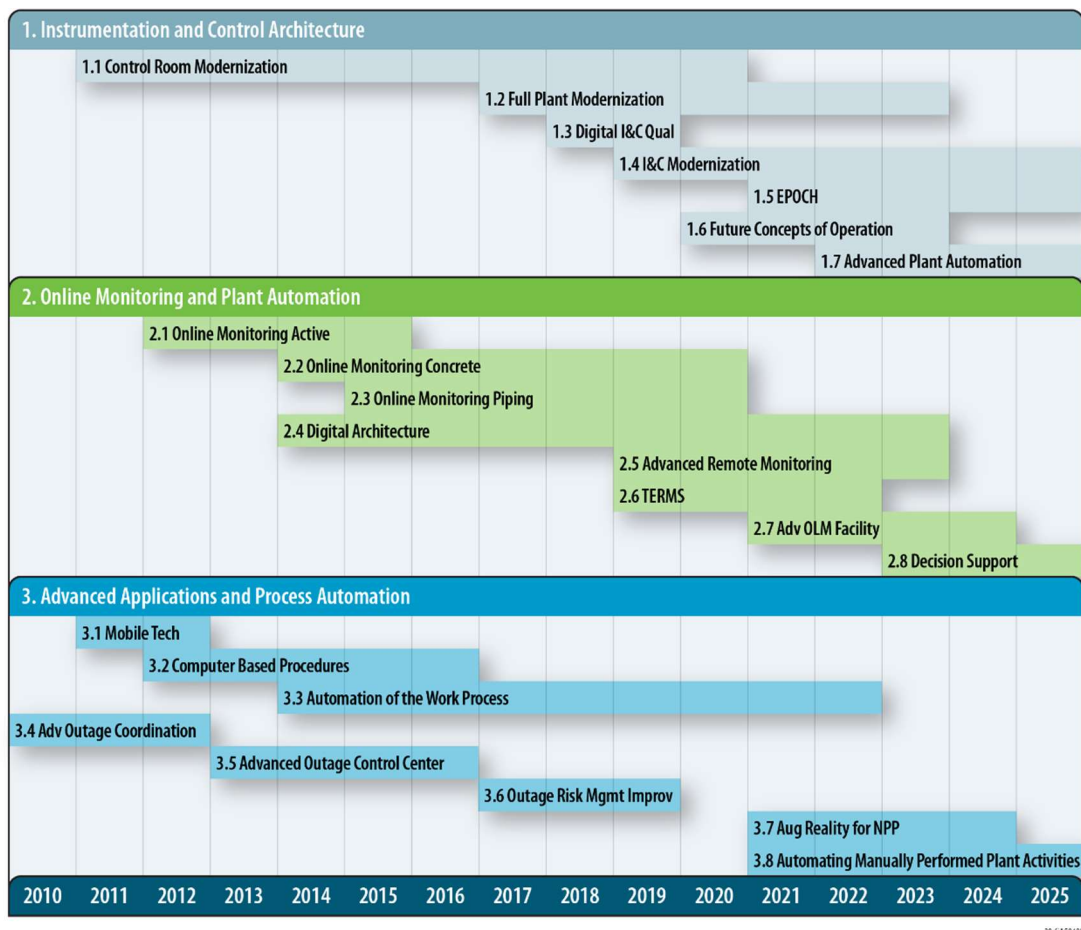 1. Instrumentation and Control Architecture
1.1 Control Room Modernization
1.2 Full Plant Modernization
1.3 Digital I&C Qual
1.4 I&C Modernization
1.5 EPOCH
1.6 Future Concepts of Operation
1.7 Advanced Plant Automation
2. Online Monitoring and Plant Automation
2.1 Online Monitoring Active
2.2 Online Monitoring Concrete
2.3 Online Monitoring Piping
2.4 Digital Architecture
2.5 Advanced Remote Monitoring
2.6 TERMS
2.7 Adv OLM Facility
2.8 Decision Support
3. Advanced Applications and Process Automation
3.1 Mobile Tech
3.2 Computer Based Procedures
3.3 Automation of the Work Process
3.4 Adv Outage Coordination
3.5 Advanced Outage Control Center
3.6 Outage Risk Mgmt Improv
3.7 Aug Reality for NPP
3.8 Automating Manually Performed Plant Activities
2010 2011 2012 2013 2014 2015 2016 2017 2018 2019 2020 2021 2022 2023 2024 2025